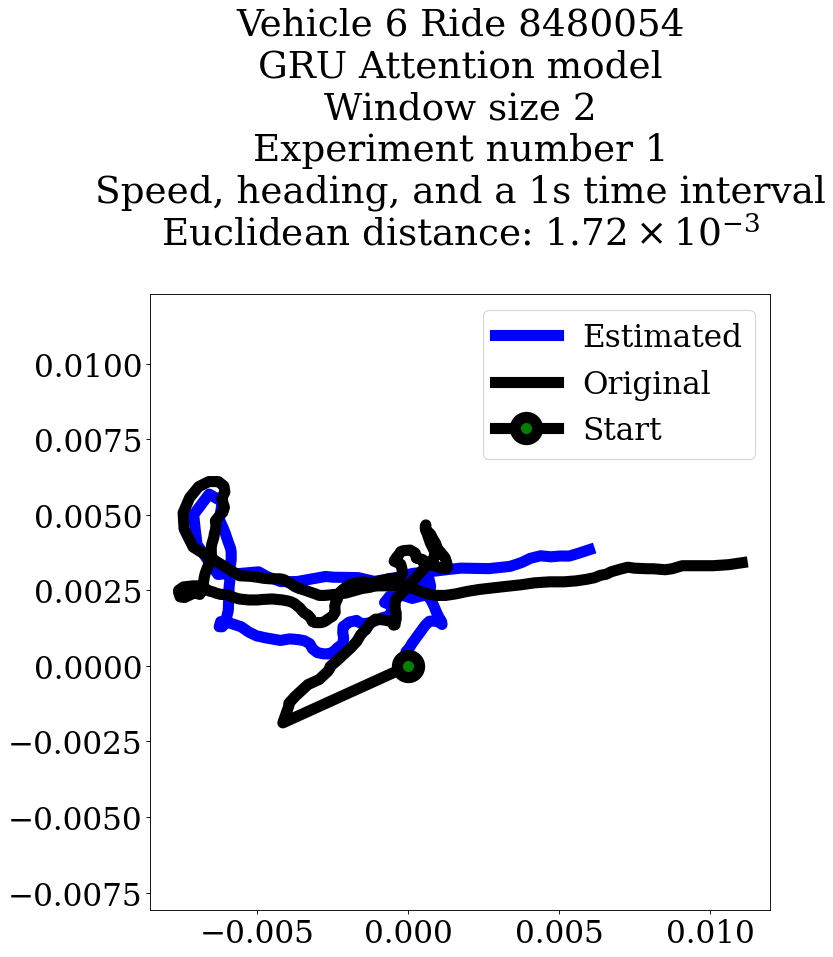 Vehicle 6 Ride 8480054
GRU Attention model
Window size 2
Experiment number 1
Speed, heading, and a 1s time interval
Euclidean distance: 1.72 × 10⁻³
Estimated
Original
Start
0.0100
0.0075
0.0050
0.0025
0.0000
−0.0025
−0.0050
−0.0075
−0.005 0.000 0.005 0.010